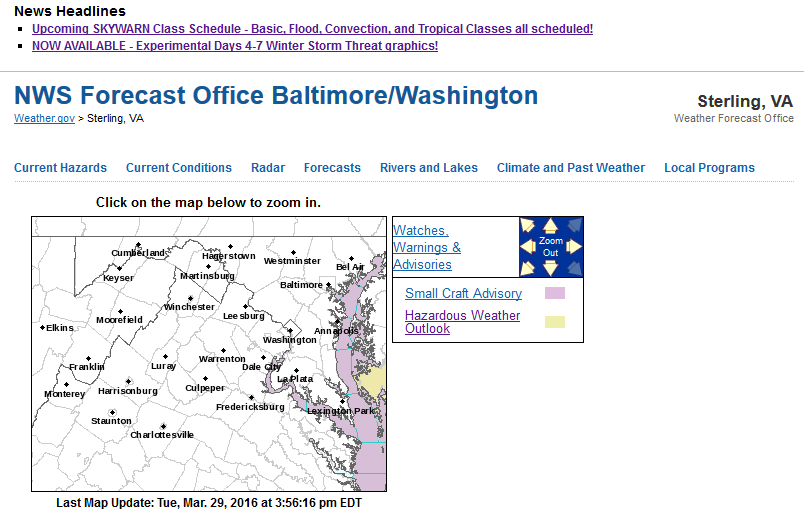 News Headlines
Upcoming SKYWARN Class Schedule - Basic, Flood, Convection, and Tropical Classes all scheduled!
NOW AVAILABLE - Experimental Days 4-7 Winter Storm Threat graphics!
NWS Forecast Office Baltimore/Washington
Sterling, VA
Weather.gov > Sterling, VA
Weather Forecast Office
Current Hazards Current Conditions Radar Forecasts Rivers and Lakes Climate and Past Weather Local Programs
Click on the map below to zoom in.
Cumberland
Hagerstown
Westminster
Bel Air
Keyser
Martinsburg
Baltimore
Winchester
Moorefield
Leesburg
Elkins
Annapolis
Washington
Warrenton
Franklin
Luray
Dale City
La Plata
Monterey
Harrisonburg
Culpeper
Fredericksburg
Lexington Park
Staunton
Charlottesville
Watches,
Warnings &
Advisories
Zoom
Out
Small Craft Advisory
Hazardous Weather
Outlook
Last Map Update: Tue, Mar. 29, 2016 at 3:56:16 pm EDT